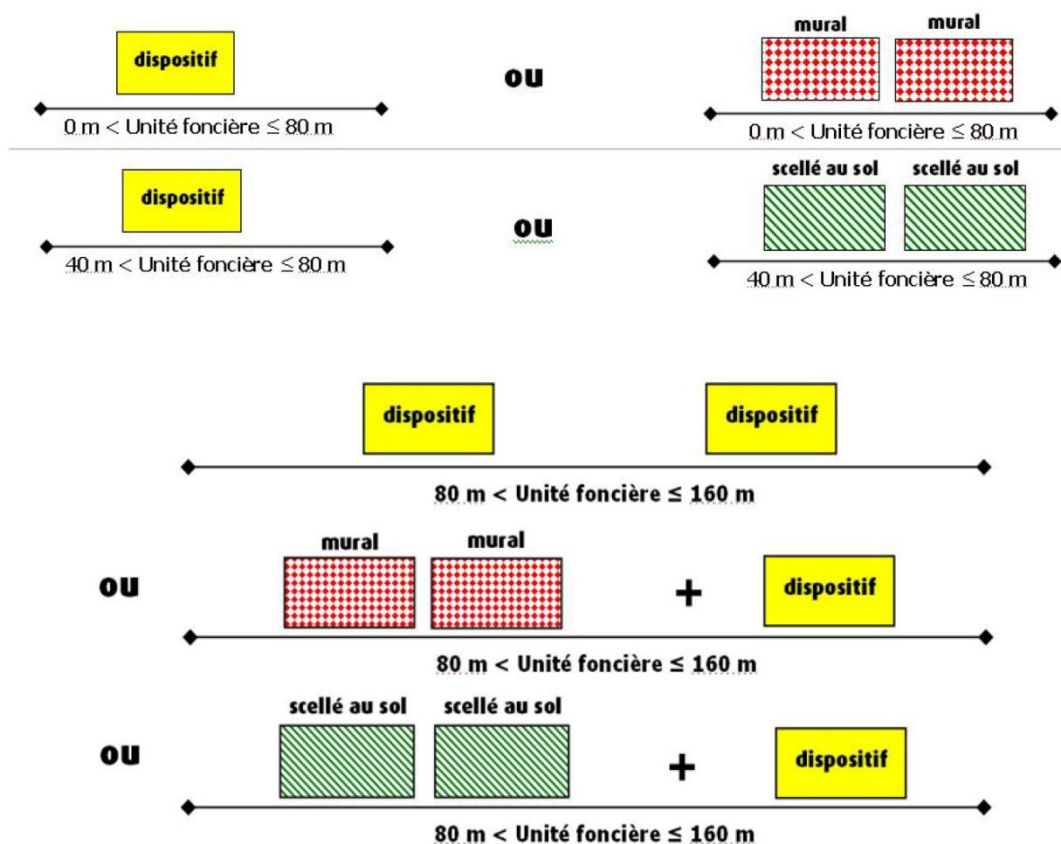 mural mural
dispositif
ou
0 m < Unité foncière ≤ 80 m
0 m < Unité foncière ≤ 80 m
scellé au sol scellé au sol
dispositif
ou
40 m < Unité foncière ≤ 80 m
40 m < Unité foncière ≤ 80 m
dispositif dispositif
80 m < Unité foncière ≤ 160 m
mural mural
ou
+
dispositif
80 m < Unité foncière ≤ 160 m
scellé au sol scellé au sol
ou
+
dispositif
80 m < Unité foncière ≤ 160 m